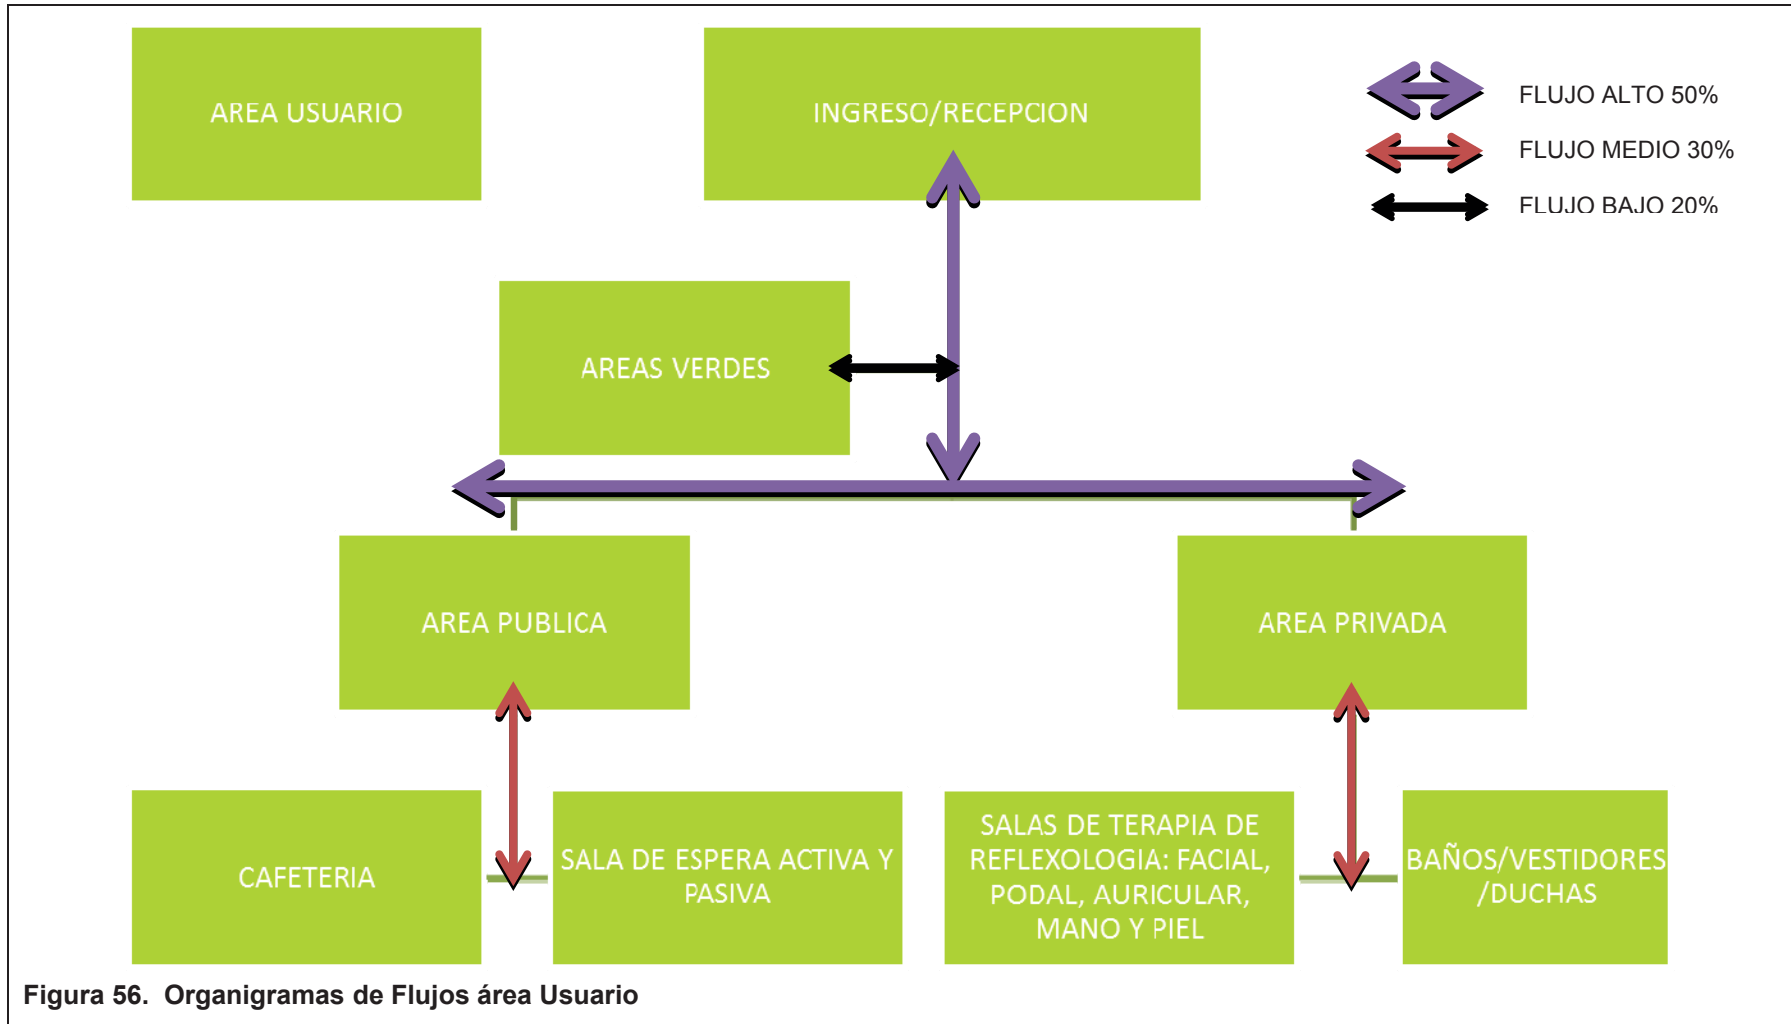 AREA USUARIO
INGRESO/RECEPCION
FLUJO ALTO 50%
FLUJO MEDIO 30%
FLUJO BAJO 20%
AREAS VERDES
AREA PUBLICA
AREA PRIVADA
CAFETERIA
SALA DE ESPERA ACTIVA Y
PASIVA
SALAS DE TERAPIA DE
REFLEXOLOGIA: FACIAL,
PODAL, AURICULAR,
MANO Y PIEL
BAÑOS/VESTIDORES
/DUCHAS
Figura 56. Organigramas de Flujos área Usuario